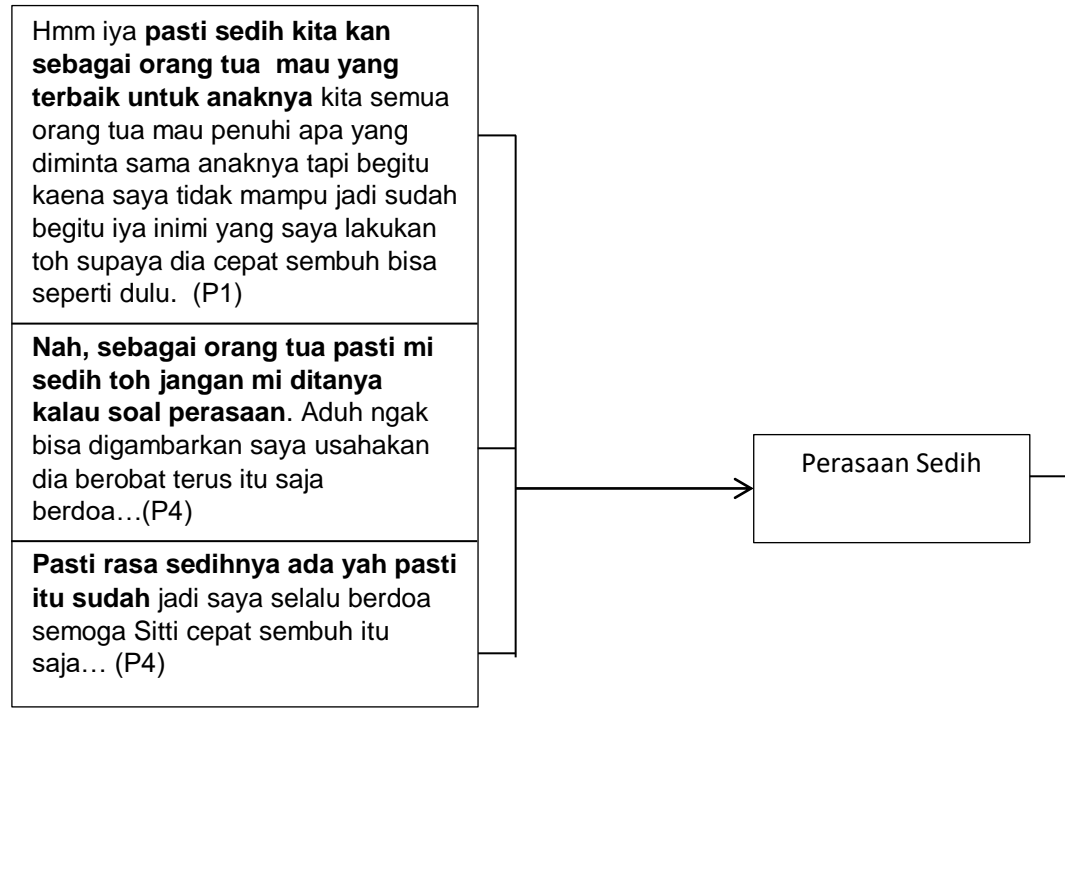 Hmm iya pasti sedih kita kan
sebagai orang tua  mau yang
terbaik untuk anaknya kita semua
orang tua mau penuhi apa yang
diminta sama anaknya tapi begitu
kaena saya tidak mampu jadi sudah
begitu iya inimi yang saya lakukan
toh supaya dia cepat sembuh bisa
seperti dulu.  (P1)
Nah, sebagai orang tua pasti mi
sedih toh jangan mi ditanya
kalau soal perasaan. Aduh ngak
bisa digambarkan saya usahakan
dia berobat terus itu saja
berdoa…(P4)
Pasti rasa sedihnya ada yah pasti
itu sudah jadi saya selalu berdoa
semoga Sitti cepat sembuh itu
saja… (P4)
Perasaan Sedih